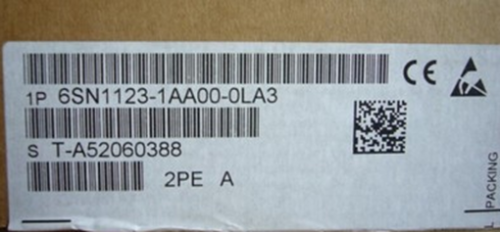 CE
1P 6SN1123-1AA00-0LA3
S T-A52060388
2PE A
PACKING